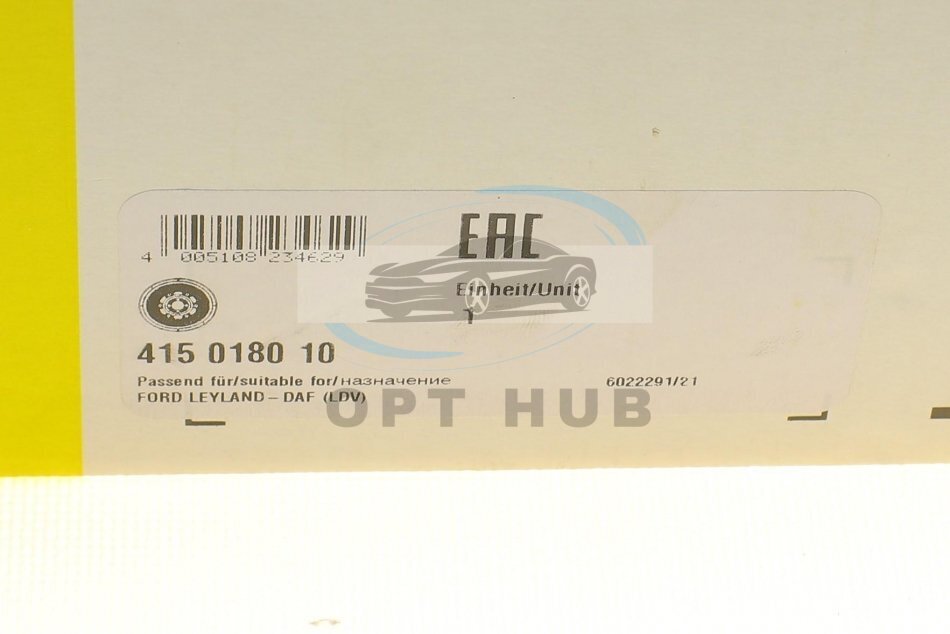 EAC
4 005108 234629
Einheit/Unit
1
415 0180 10
Passend für/suitable for/назначение
6022291/21
FORD LEYLAND - DAF (LDV)
OPT HUB